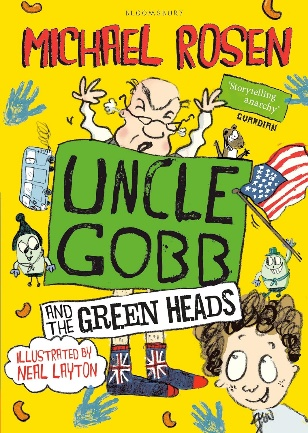 BLOOMSBURY
MICHAEL ROSEN
'Storytelling
anarchy'
GUARDIAN
UNCLE
GOBB
AND
THE
GREEN HEADS
ILLUSTRATED BY
NEAL LAYTON